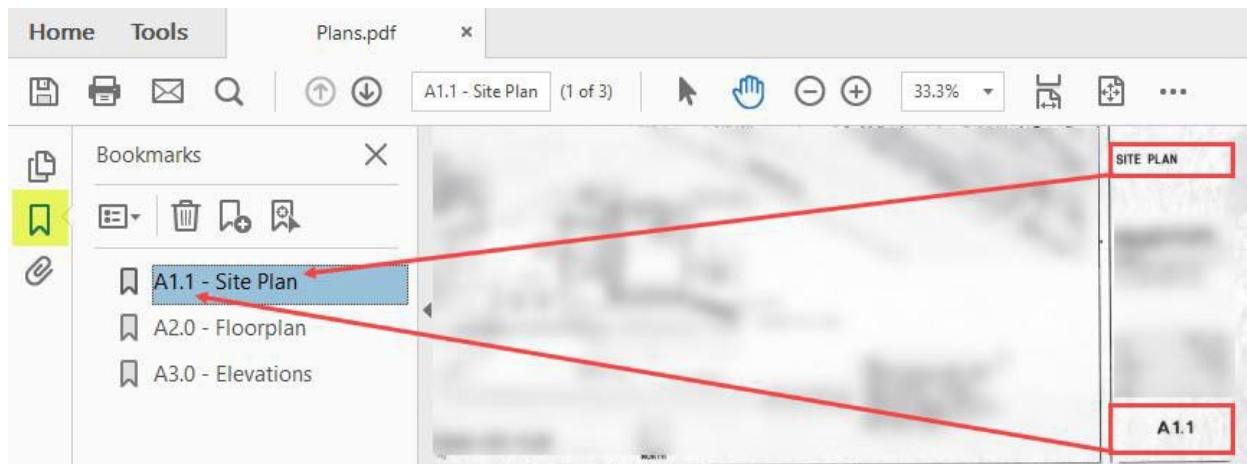 Home Tools Plans.pdf ×
A1.1 - Site Plan (1 of 3) 33.3%
Bookmarks
A1.1 - Site Plan
A2.0 - Floorplan
A3.0 - Elevations
SITE PLAN
A1.1
NORTH